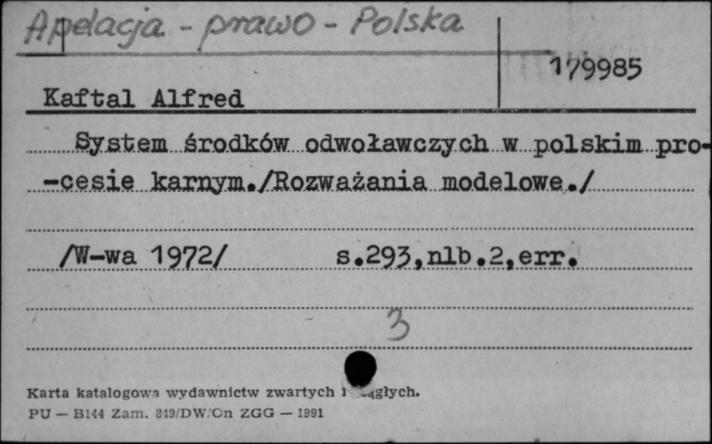 Apelacja - prawo - Polska
179985
Kaftal Alfred
System środków odwoławczych w polskim pro-
-cesie karnym./Rozważania modelowe./
/W-wa 1972/ s.293,nlb.2,err.
3
Karta katalogowa wydawnictw zwartych i
PU — B144 Zam. 849/DW/On ZGG — 1991